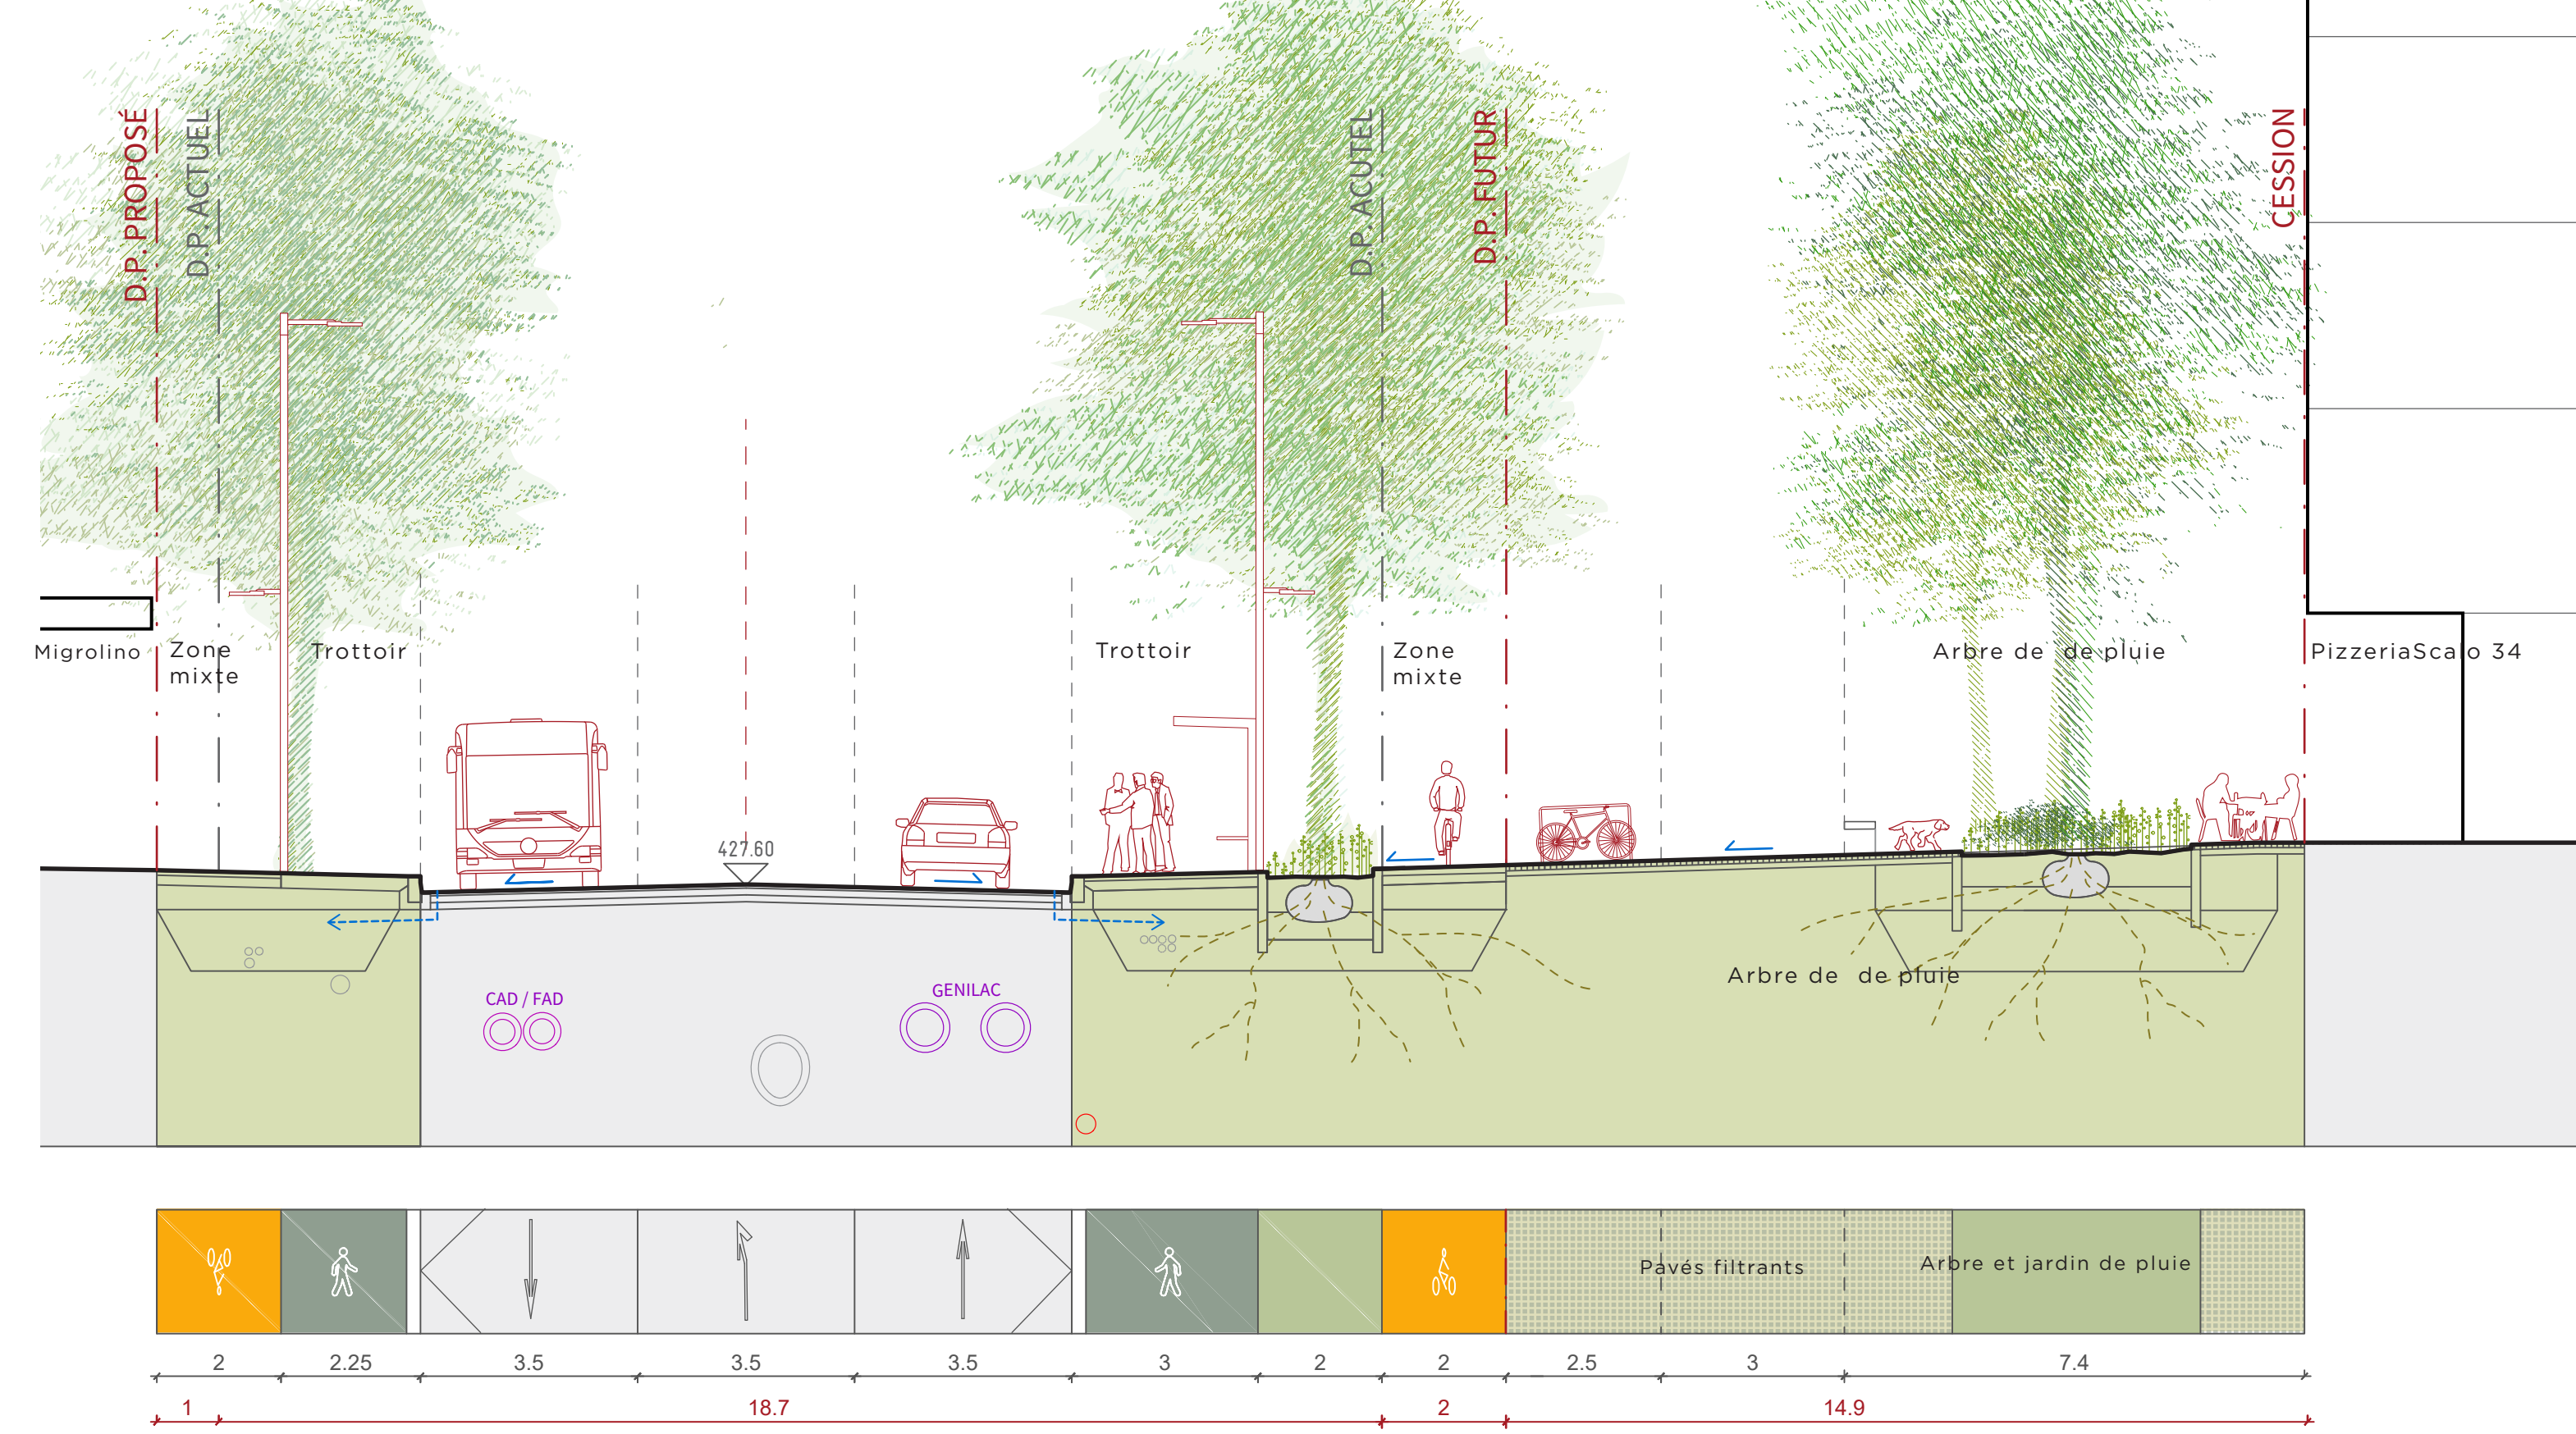 D.P. PROPOSÉ
D.P. ACTUEL
D.P. ACUTEL
D.P. FUTUR
CESSION
Migrolino
Zone
mixte
Trottoir
Trottoir
Zone
mixte
Arbre de  de pluie
PizzeriaScalo 34
427.60
CAD / FAD
GENILAC
Arbre de  de pluie
Pavés filtrants
Arbre et jardin de pluie
2 2.25 3.5 3.5 3.5 3 2 2 2.5 3 7.4
1 18.7 2 14.9